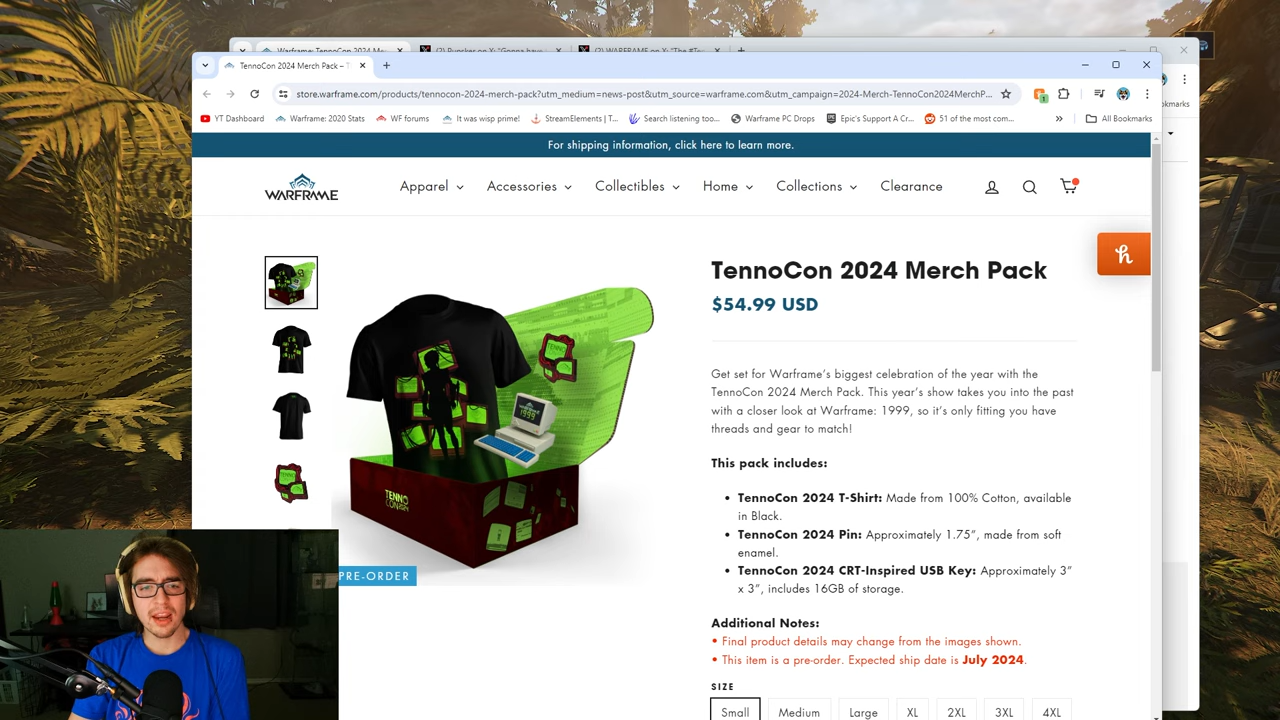 Warframe: TennoCon 2024 Me...
TennoCon 2024 Merch Pack – T
store.warframe.com/products/tennocon-2024-merch-pack?utm_medium=news-post&utm_source=warframe.com&utm_campaign=2024-Merch-TennoCon2024MerchP...
YT Dashboard
Warframe: 2020 Stats
WF forums
It was wisp prime!
StreamElements | T...
Search listening too...
Warframe PC Drops
Epic's Support A Cr...
51 of the most com...
»
All Bookmarks
For shipping information, click here to learn more.
WARFRAME
Apparel
Accessories
Collectibles
Home
Collections
Clearance
TennoCon 2024 Merch Pack
$54.99 USD
Get set for Warframe's biggest celebration of the year with the
TennoCon 2024 Merch Pack. This year's show takes you into the past
with a closer look at Warframe: 1999, so it's only fitting you have
threads and gear to match!
This pack includes:
• TennoCon 2024 T-Shirt: Made from 100% Cotton, available
in Black.
• TennoCon 2024 Pin: Approximately 1.75", made from soft
enamel.
• TennoCon 2024 CRT-Inspired USB Key: Approximately 3"
x 3", includes 16GB of storage.
Additional Notes:
• Final product details may change from the images shown.
• This item is a pre-order. Expected ship date is July 2024.
SIZE
Small
Medium
Large
XL
2XL
3XL
4XL
TENNO
CON
1999
PRE-ORDER